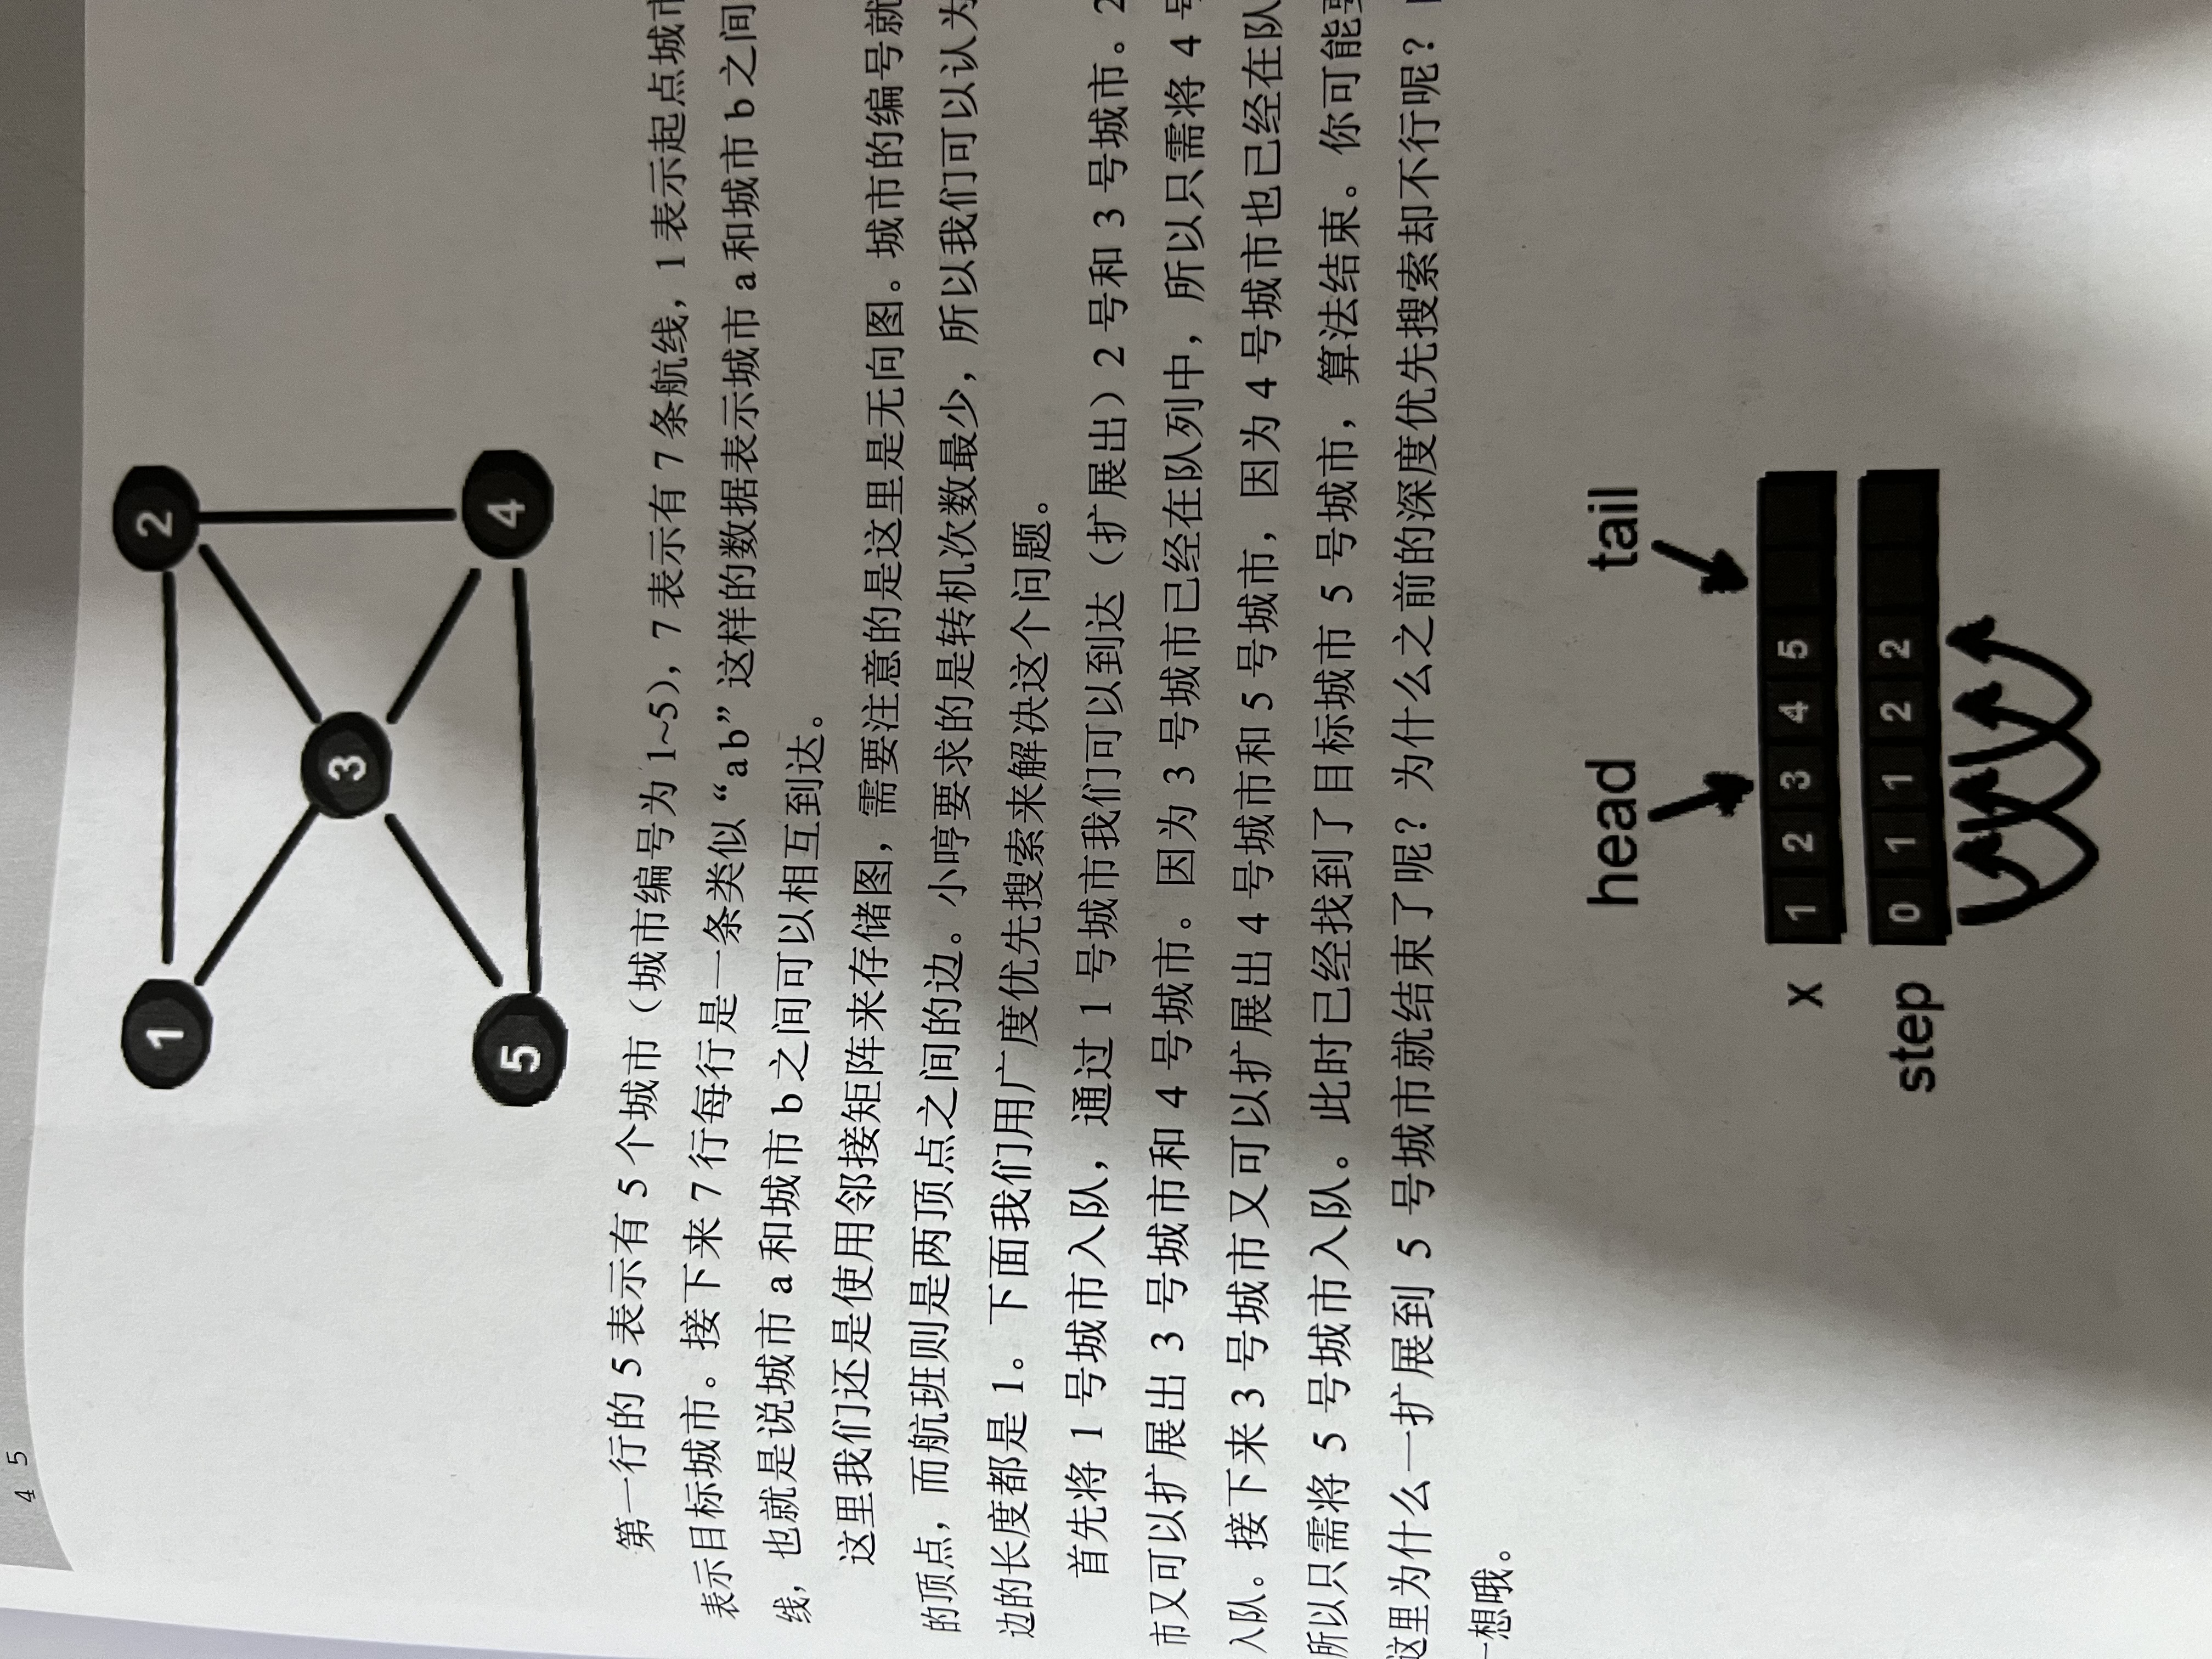 4 5
1 2
3
5 4
第一行的 5 表示有 5 个城市（城市编号为 1~5），7 表示有 7 条航线，1 表示起点城市
表示目标城市。接下来 7 行每行是一条类似“a b”这样的数据表示城市 a 和城市 b 之间
线，也就是说城市 a 和城市 b 之间可以相互到达。
这里我们还是使用邻接矩阵来存储图，需要注意的是这里是无向图。城市的编号就
的顶点，而航班则是两顶点之间的边。小哼要求的是转机次数最少，所以我们可以认为
边的长度都是 1。下面我们用广度优先搜索来解决这个问题。
首先将 1 号城市入队，通过 1 号城市我们可以到达（扩展出）2 号和 3 号城市。2
市又可以扩展出 3 号城市和 4 号城市。因为 3 号城市已经在队列中，所以只需将 4 号
入队。接下来 3 号城市又可以扩展出 4 号城市和 5 号城市，因为 4 号城市也已经在队
所以只需将 5 号城市入队。此时已经找到了目标城市 5 号城市，算法结束。你可能要
这里为什么一扩展到 5 号城市就结束了呢？为什么之前的深度优先搜索却不行呢？
一想哦。
head tail
x 1 2 3 4 5
step 0 1 1 2 2